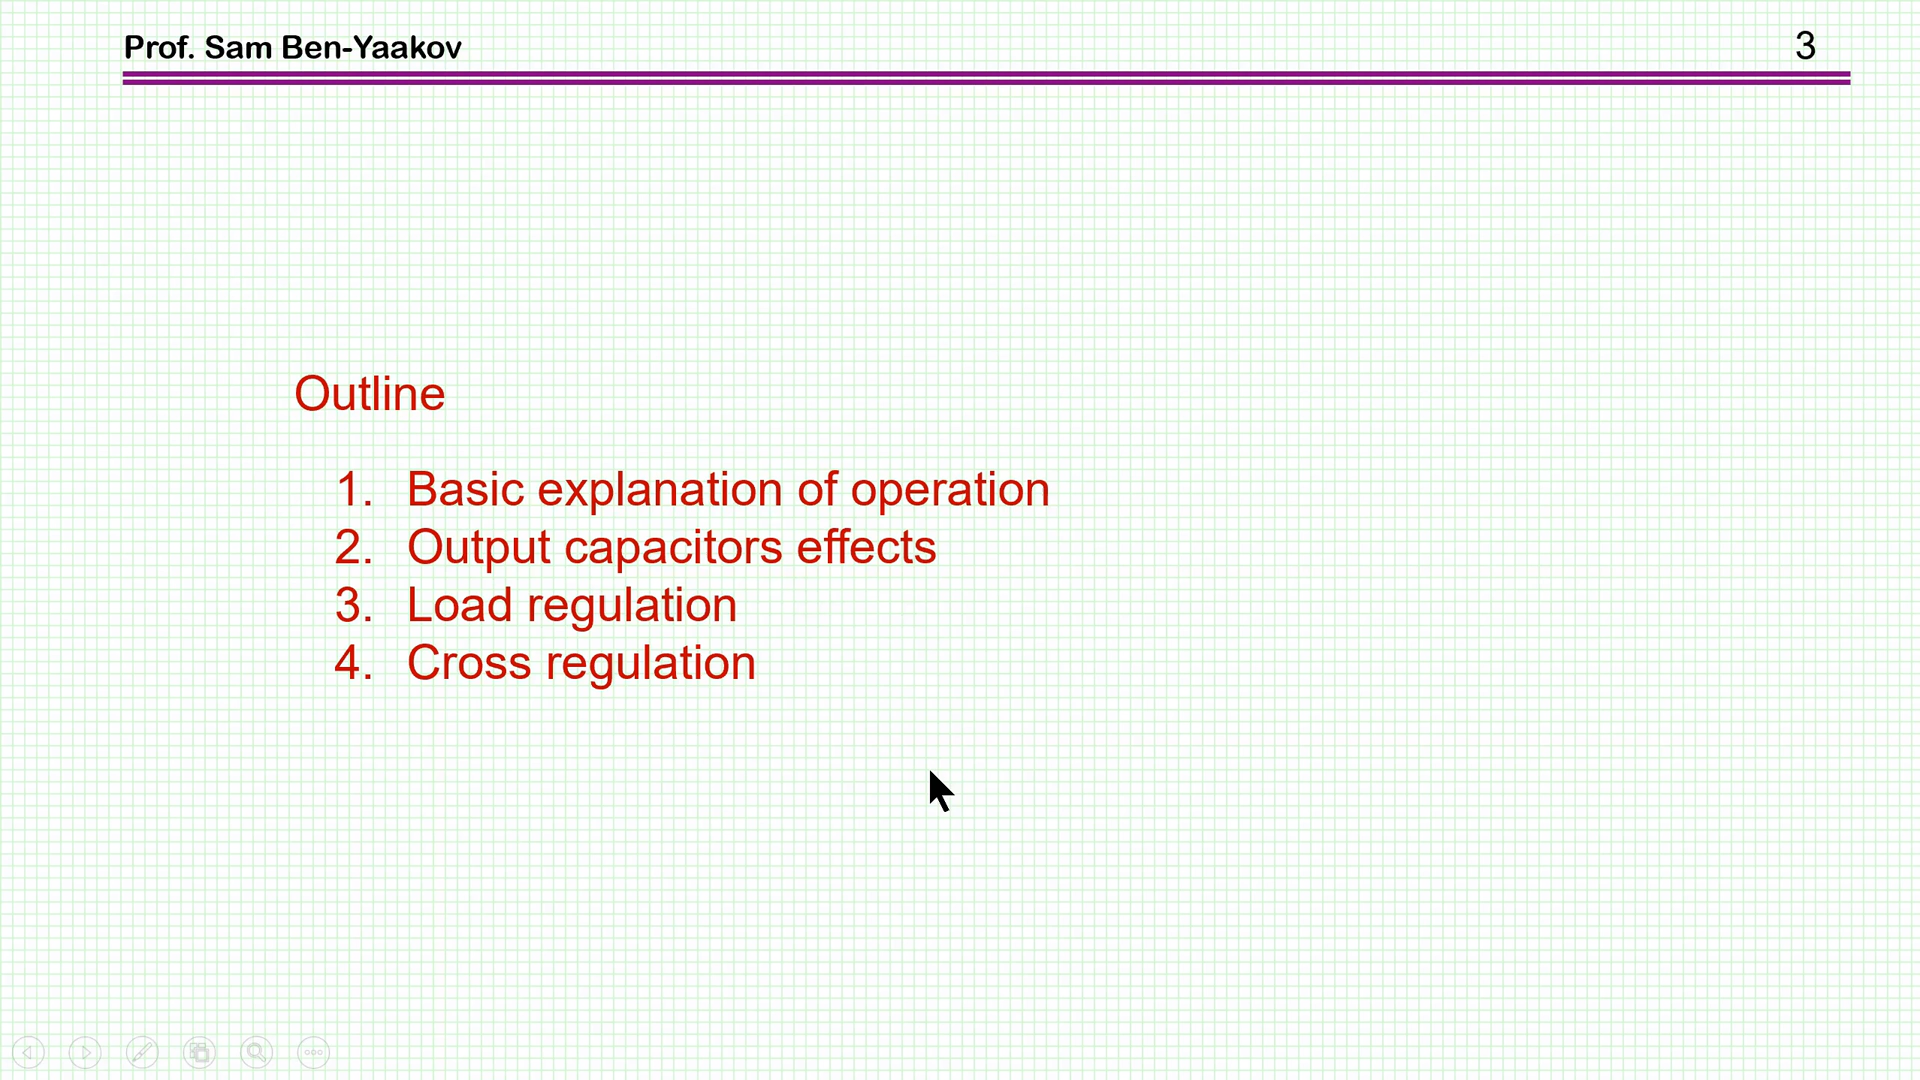 Prof. Sam Ben-Yaakov 3
Outline
1. Basic explanation of operation
2. Output capacitors effects
3. Load regulation
4. Cross regulation